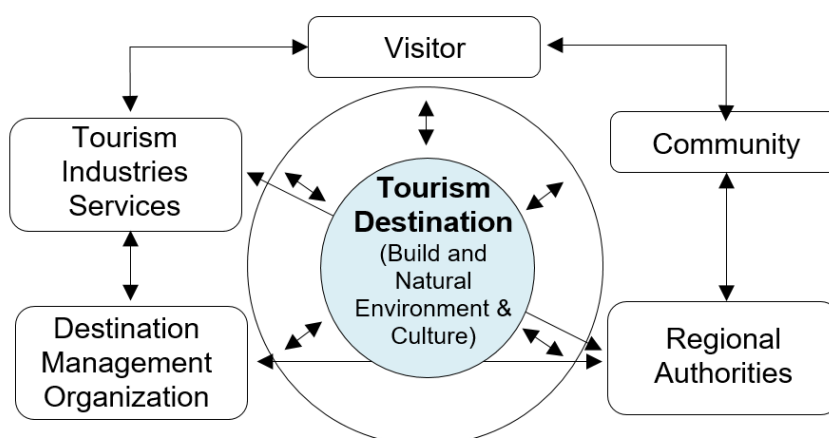 Visitor
Tourism
Industries
Services
Community
Tourism
Destination
(Build and
Natural
Environment &
Culture)
Destination
Management
Organization
Regional
Authorities